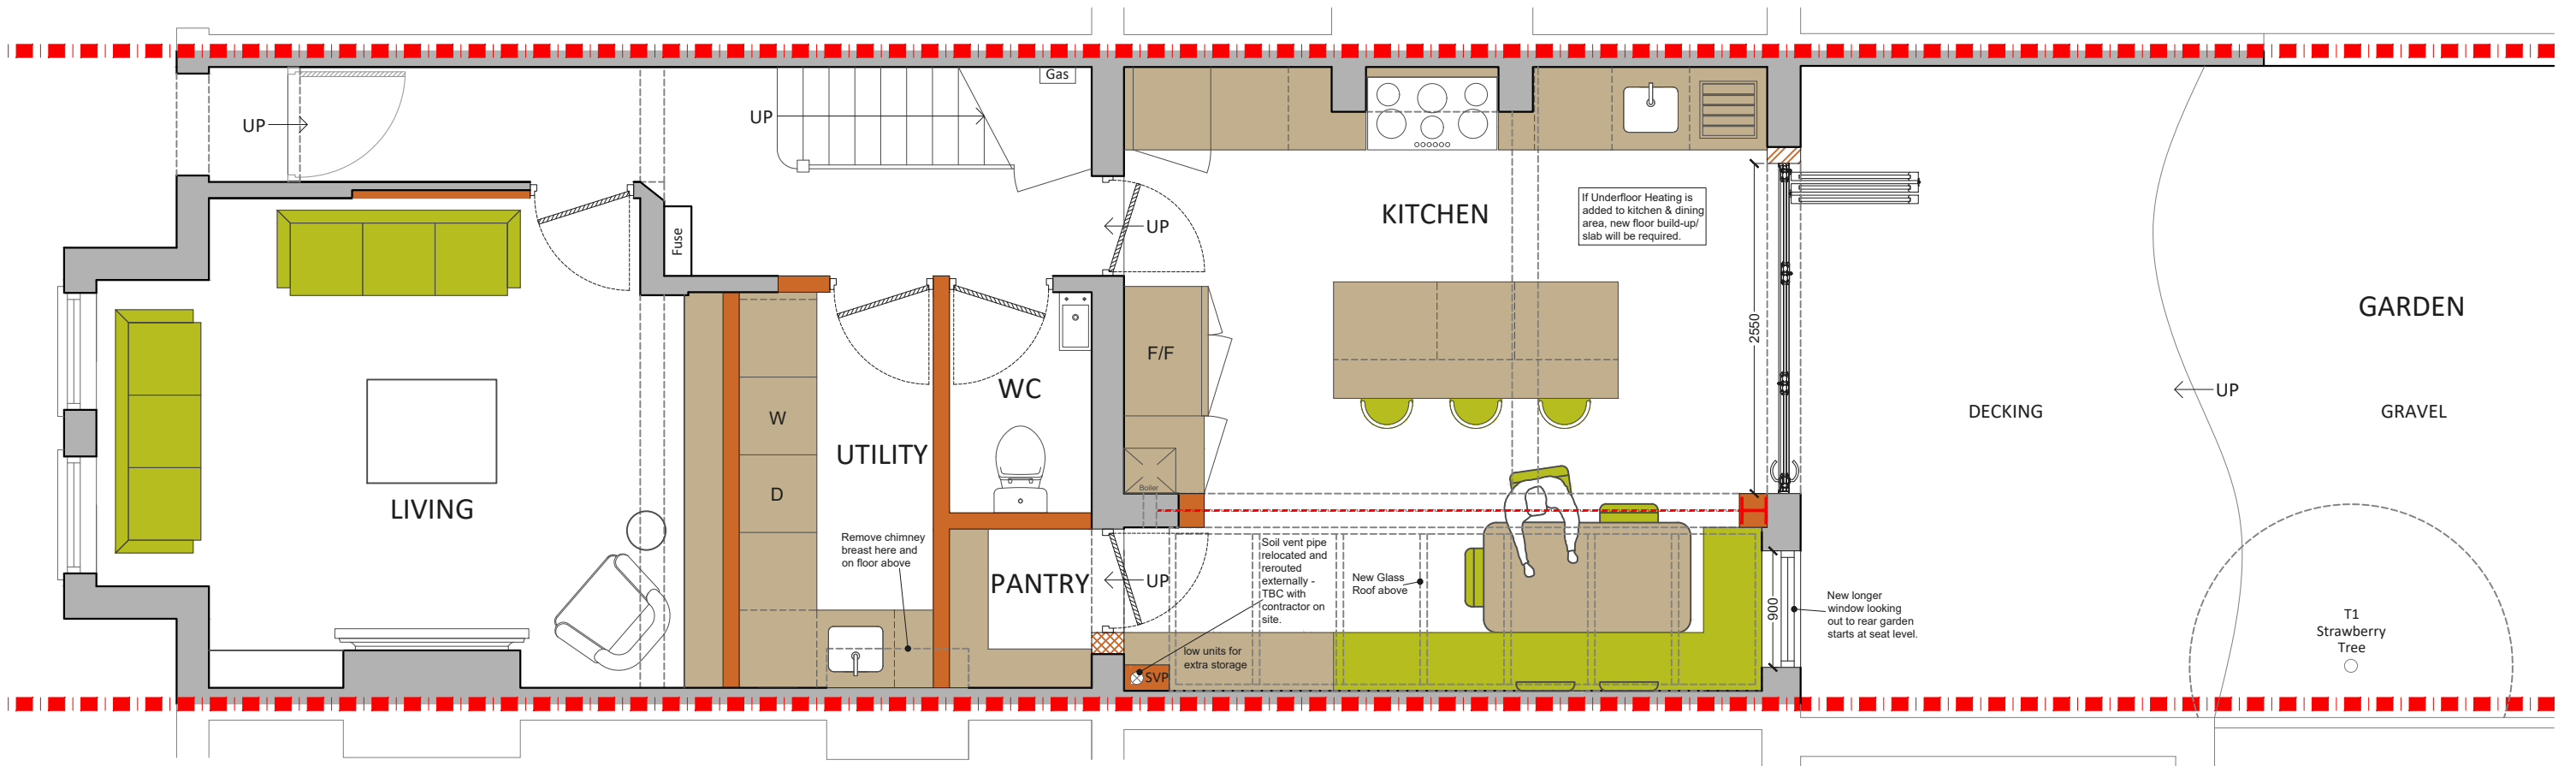 Gas
UP
UP
Fuse
UP
KITCHEN
If Underfloor Heating is
added to kitchen & dining
area, new floor build-up/
slab will be required.
2550
GARDEN
F/F
WC
UP
DECKING
GRAVEL
W
UTILITY
D
LIVING
Boiler
Remove chimney
breast here and
on floor above
PANTRY
UP
Soil vent pipe
relocated and
rerouted
externally -
TBC with
contractor on
site.
New Glass
Roof above
900
New longer
window looking
out to rear garden
starts at seat level.
T1
Strawberry
Tree
low units for
extra storage
SVP